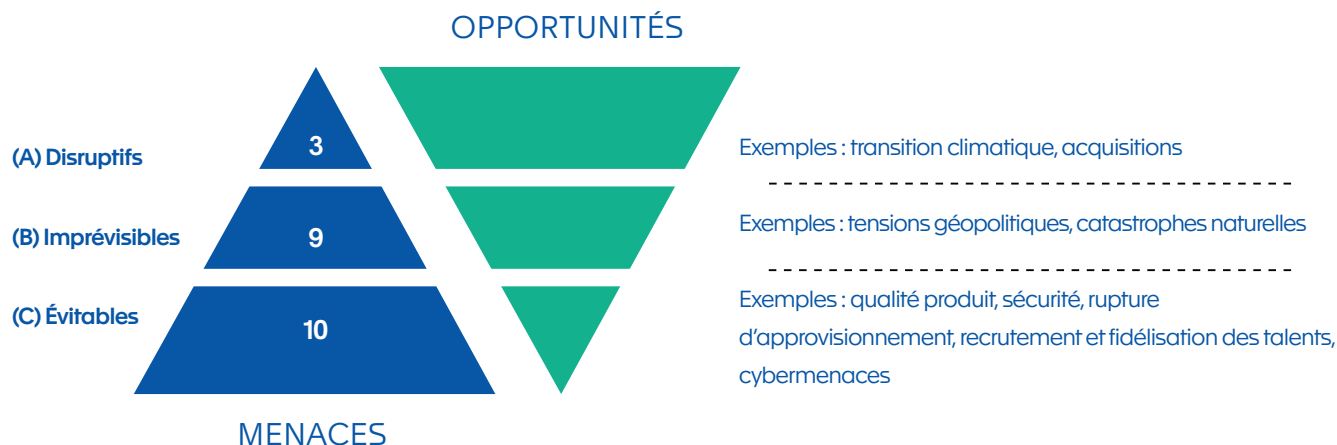 OPPORTUNITÉS
(A) Disruptifs
3
Exemples : transition climatique, acquisitions
(B) Imprévisibles
9
Exemples : tensions géopolitiques, catastrophes naturelles
(C) Évitables
10
Exemples : qualité produit, sécurité, rupture
d’approvisionnement, recrutement et fidélisation des talents,
cybermenaces
MENACES